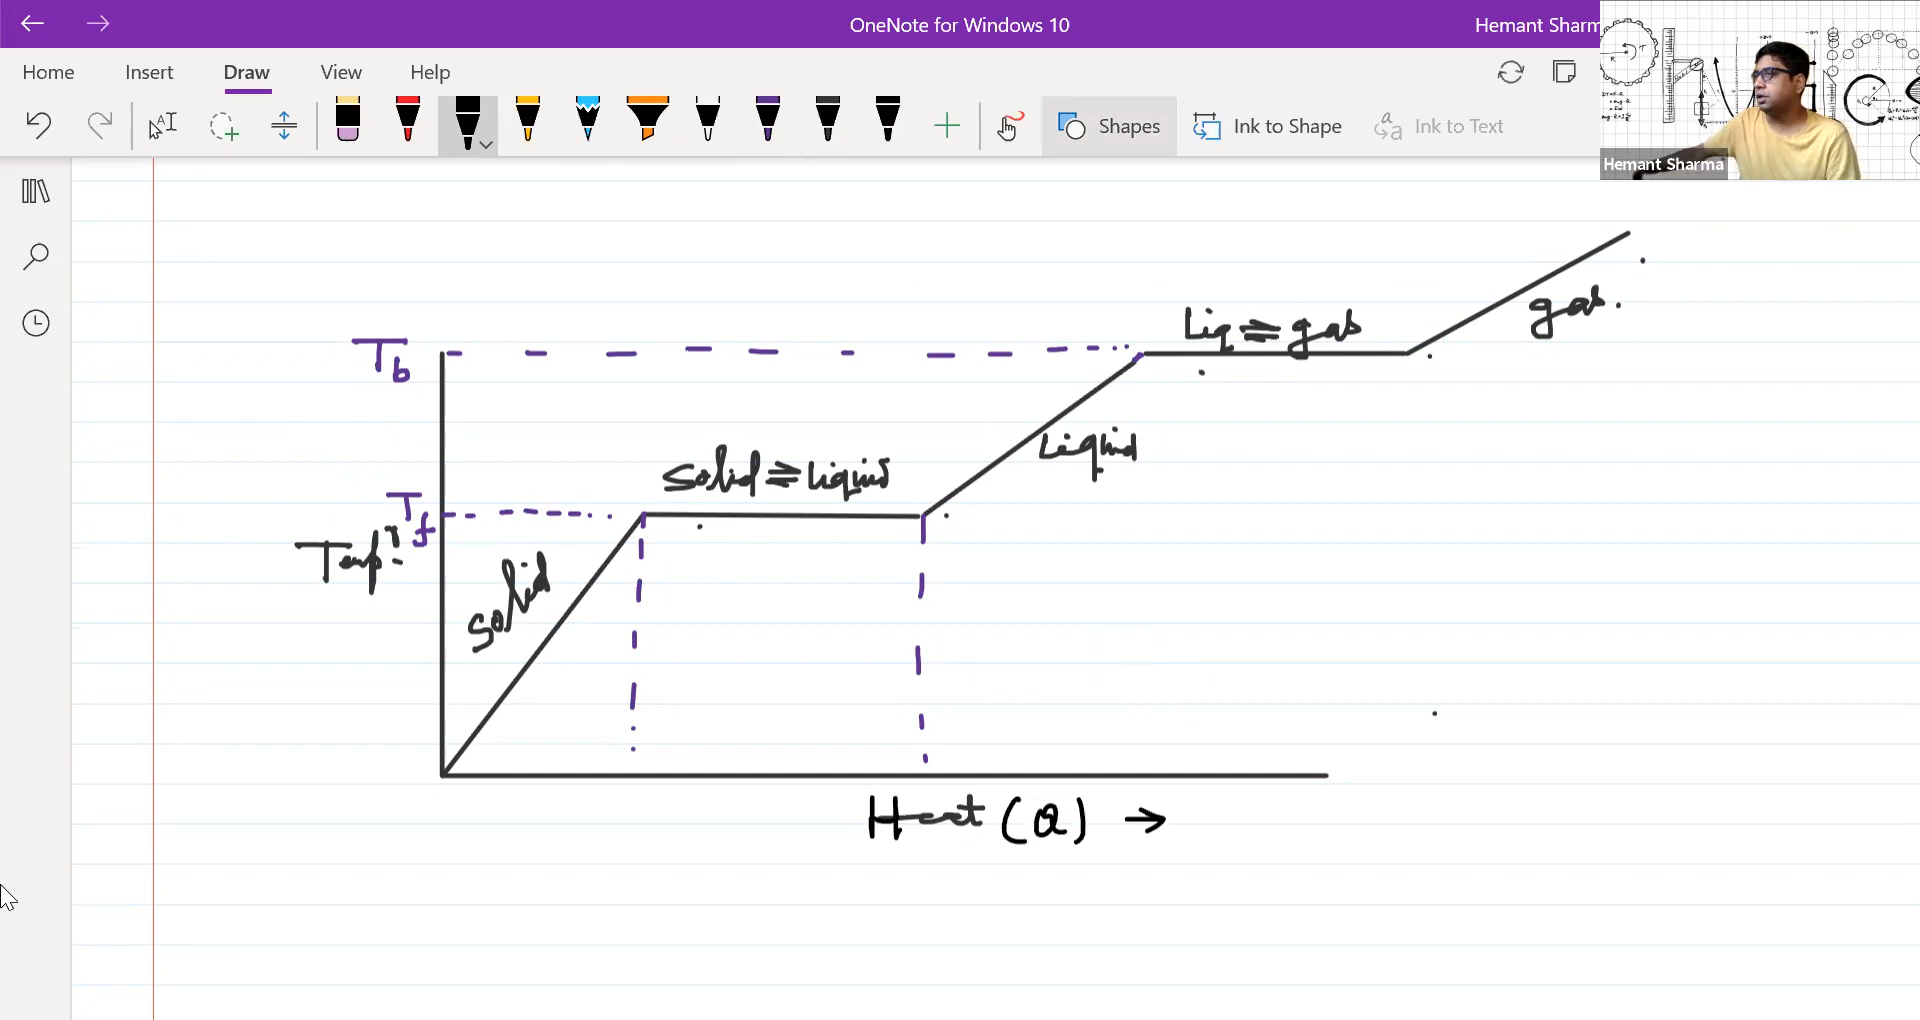 OneNote for Windows 10
Hemant Sharm
Home Insert Draw View Help
Shapes Ink to Shape Ink to Text
Hemant Sharma
Liq ⇌ gas
gas.
Tb
Liquid
Solid ⇌ Liquid
Tf
Tempr
Solid
Heat (Q) →